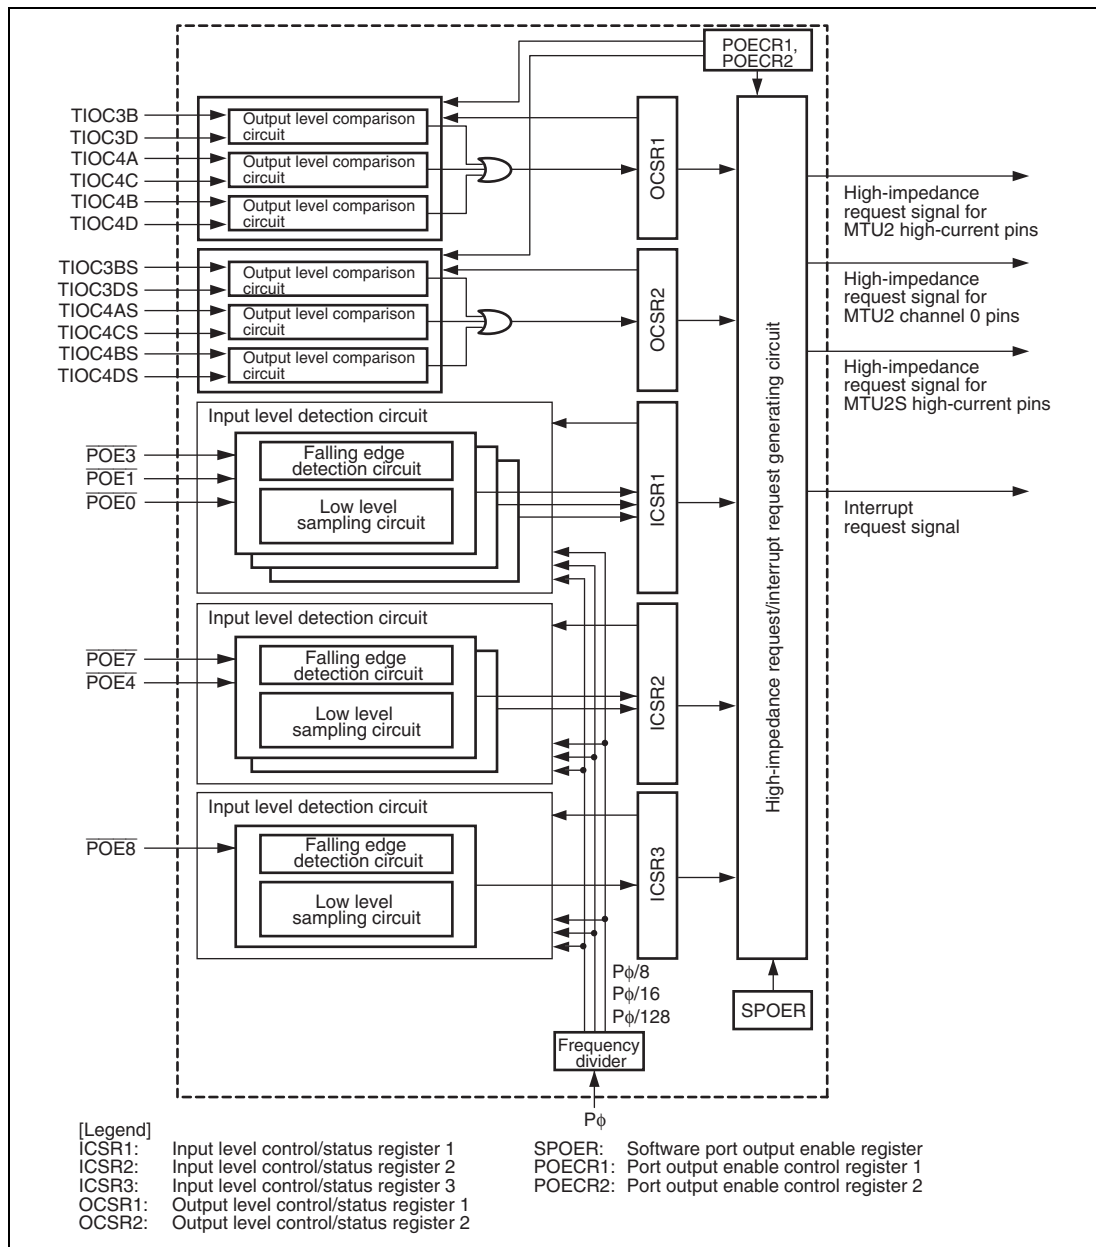 POECR1,
POECR2
TIOC3B
TIOC3D
TIOC4A
TIOC4C
TIOC4B
TIOC4D
Output level comparison
circuit
Output level comparison
circuit
Output level comparison
circuit
OCSR1
TIOC3BS
TIOC3DS
TIOC4AS
TIOC4CS
TIOC4BS
TIOC4DS
Output level comparison
circuit
Output level comparison
circuit
Output level comparison
circuit
OCSR2
Input level detection circuit
POE3
POE1
POE0
Falling edge
detection circuit
Low level
sampling circuit
ICSR1
Input level detection circuit
POE7
POE4
Falling edge
detection circuit
Low level
sampling circuit
ICSR2
Input level detection circuit
POE8
Falling edge
detection circuit
Low level
sampling circuit
ICSR3
High-impedance request/interrupt request generating circuit
High-impedance
request signal for
MTU2 high-current pins
High-impedance
request signal for
MTU2 channel 0 pins
High-impedance
request signal for
MTU2S high-current pins
Interrupt
request signal
Pφ/8
Pφ/16
Pφ/128
SPOER
Frequency
divider
Pφ
[Legend]
ICSR1: Input level control/status register 1
ICSR2: Input level control/status register 2
ICSR3: Input level control/status register 3
OCSR1: Output level control/status register 1
OCSR2: Output level control/status register 2
SPOER: Software port output enable register
POECR1: Port output enable control register 1
POECR2: Port output enable control register 2